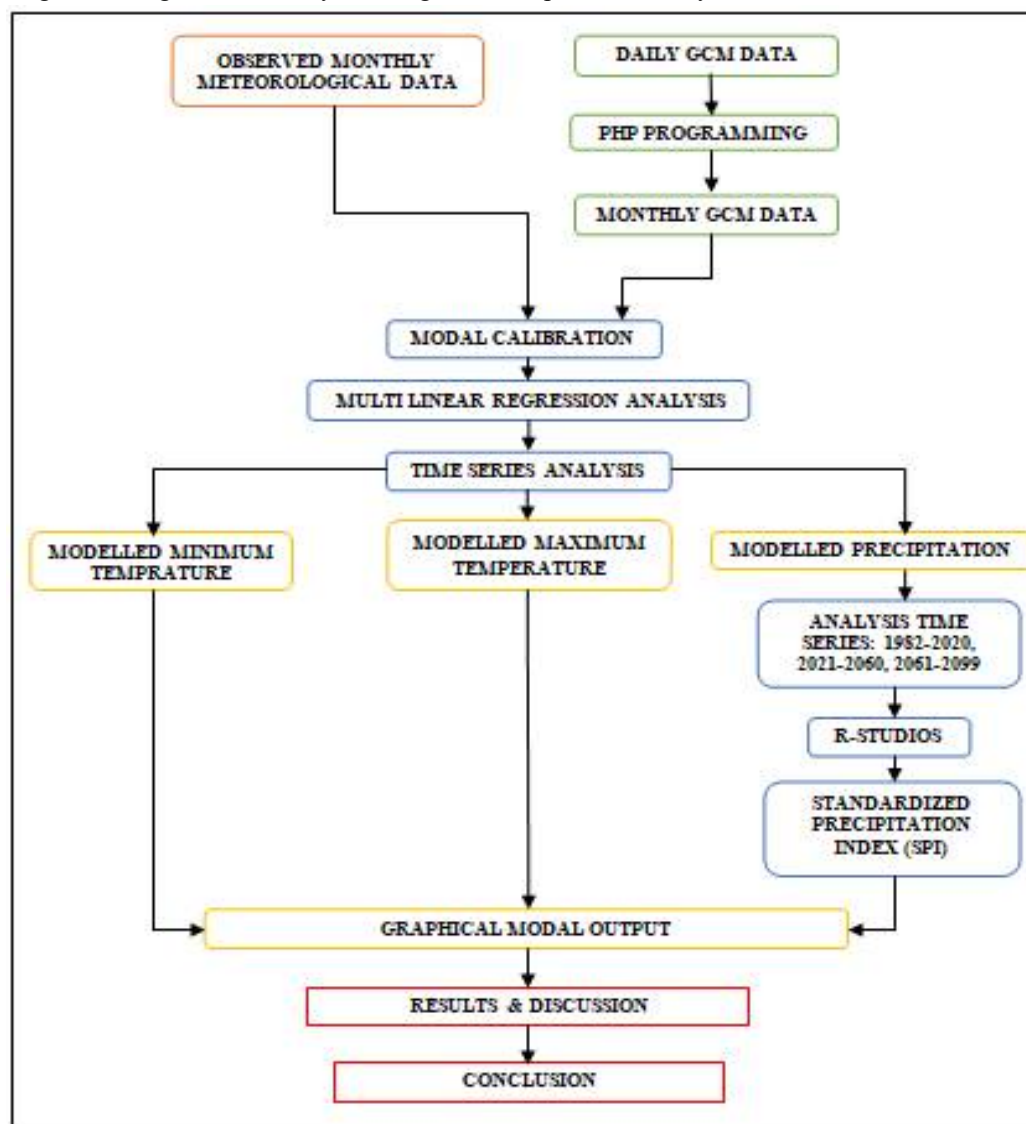 OBSERVED MONTHLY
METEOROLOGICAL DATA
DAILY GCM DATA
PHP PROGRAMMING
MONTHLY GCM DATA
MODAL CALIBRATION
MULTI LINEAR REGRESSION ANALYSIS
TIME SERIES ANALYSIS
MODELLED MINIMUM
TEMPRATURE
MODELLED MAXIMUM
TEMPERATURE
MODELLED PRECIPITATION
ANALYSIS TIME
SERIES: 1982-2020,
2021-2060, 2061-2099
R-STUDIOS
STANDARDIZED
PRECIPITATION
INDEX (SPI)
GRAPHICAL MODAL OUTPUT
RESULTS & DISCUSSION
CONCLUSION